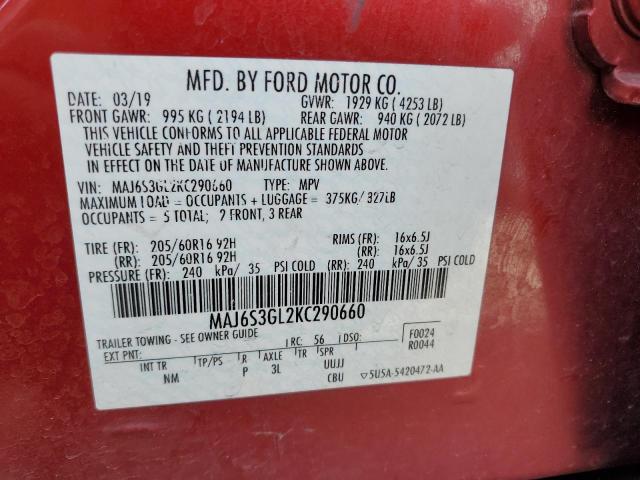 MFD. BY FORD MOTOR CO.
DATE: 03/19 GVWR: 1929 KG ( 4253 LB)
FRONT GAWR: 995 KG ( 2194 LB) REAR GAWR: 940 KG ( 2072 LB)
THIS VEHICLE CONFORMS TO ALL APPLICABLE FEDERAL MOTOR
VEHICLE SAFETY AND THEFT PREVENTION STANDARDS
IN EFFECT ON THE DATE OF MANUFACTURE SHOWN ABOVE.
VIN: MAJ6S3GL2KC290660 TYPE: MPV
MAXIMUM LOAD = OCCUPANTS + LUGGAGE = 375KG/ 827LB
OCCUPANTS = 5 TOTAL; 2 FRONT, 3 REAR
TIRE (FR): 205/60R16 92H RIMS (FR): 16x6.5J
(RR): 205/60R16 92H (RR): 16x6.5J
PRESSURE (FR): 240 kPa/ 35 PSI COLD (RR): 240 kPa/ 35 PSI COLD
MAJ6S3GL2KC290660
TRAILER TOWING - SEE OWNER GUIDE
EXT PNT: RC: 56 DSO: F0024
R0044
INT TR TP/PS R AXLE TR SPR
NM P 3L UUJJ
CBU ▽5U5A-5420472-AA